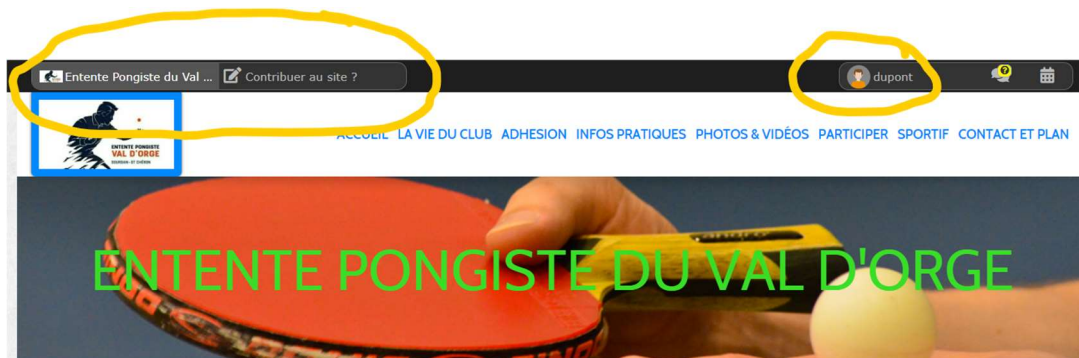 Entente Pongiste du Val ... Contribuer au site ? dupont ?
ENTENTE PONGISTE
VAL D'ORGE
ACCUEIL LA VIE DU CLUB ADHESION INFOS PRATIQUES PHOTOS & VIDÉOS PARTICIPER SPORTIF CONTACT ET PLAN
ENTENTE PONGISTE DU VAL D'ORGE